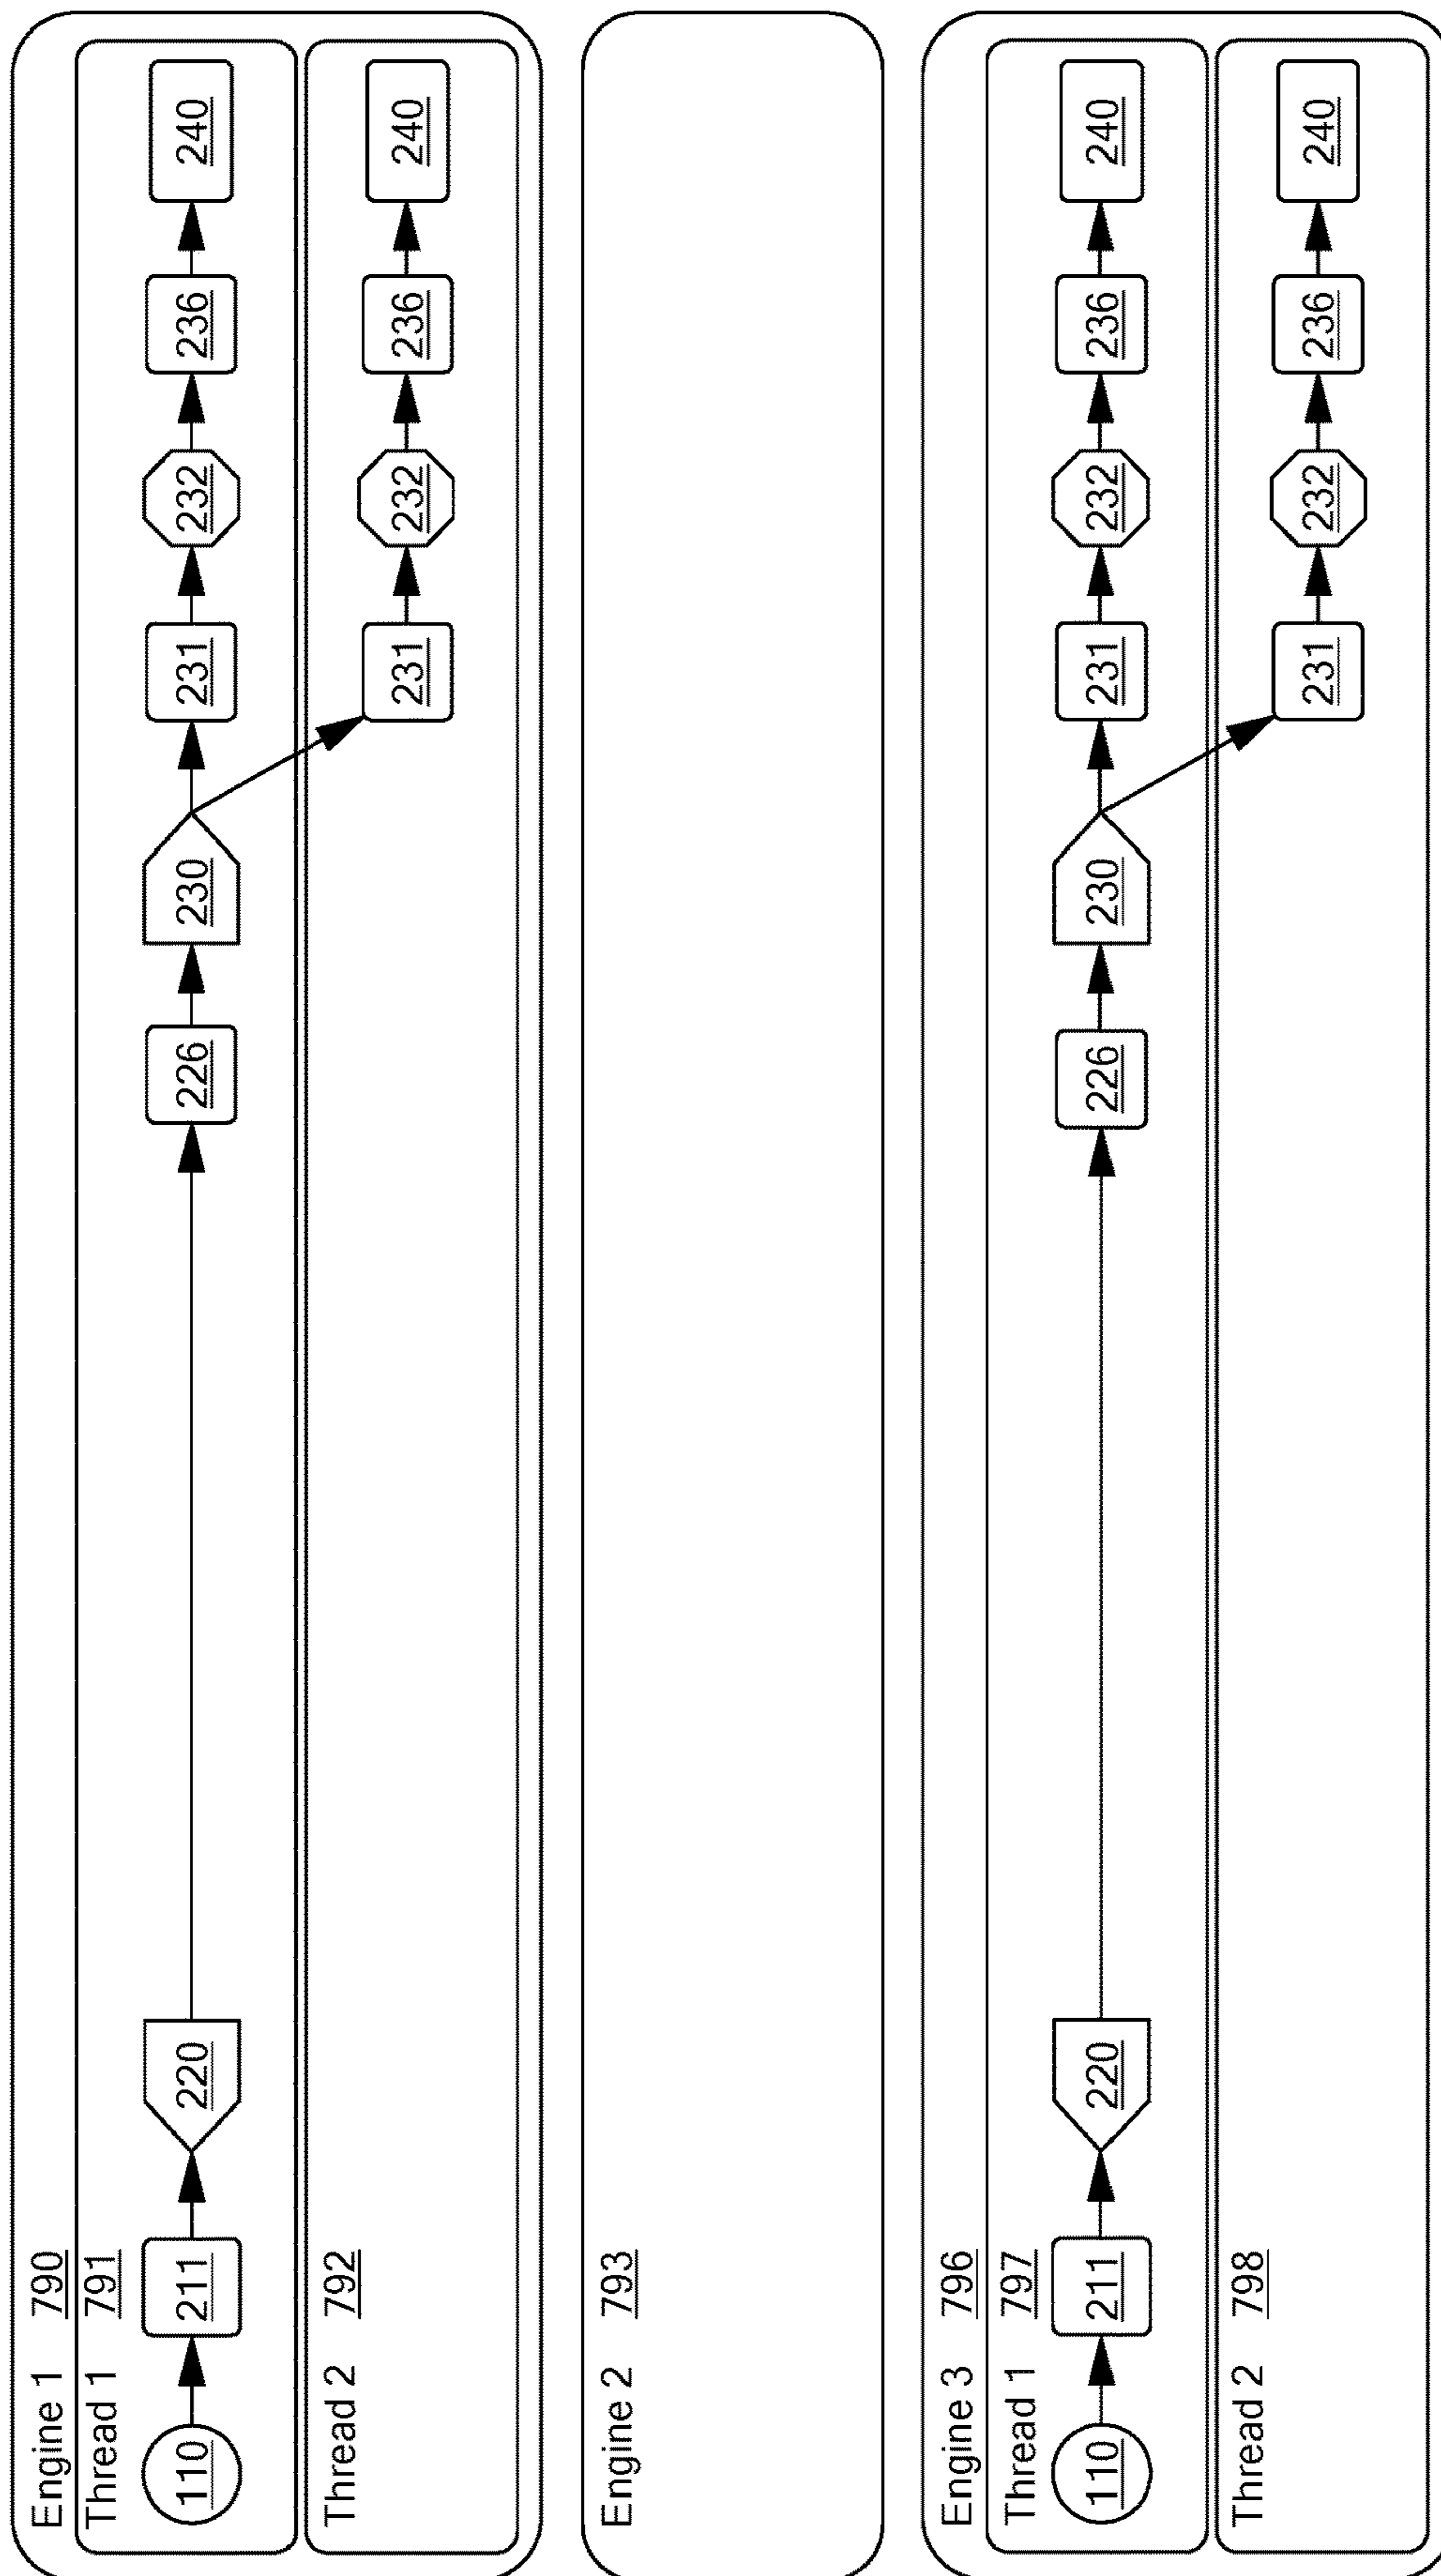 Engine 1 790
Thread 1 791
110 211 220 226 230 231 232 236 240
Thread 2 792
231 232 236 240
Engine 2 793
Engine 3 796
Thread 1 797
110 211 220 226 230 231 232 236 240
Thread 2 798
231 232 236 240